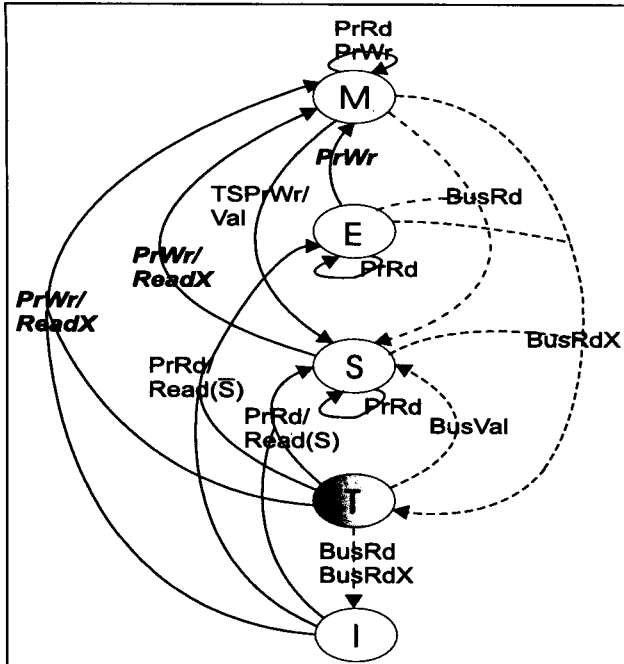 PrRd
PrWr
M
PrWr
TSPrWr/
Val
BusRd
E
PrWr/
ReadX
PrRd
PrWr/
ReadX
BusRdX
PrRd/
Read(S̅)
S
PrRd/
Read(S)
PrRd
BusVal
T
BusRd
BusRdX
I